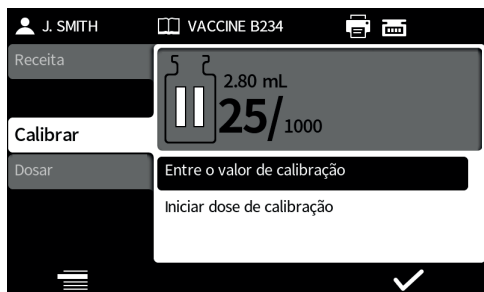 J. SMITH
VACCINE B234
Receita
2.80 mL
25/1000
Calibrar
Dosar
Entre o valor de calibração
Iniciar dose de calibração